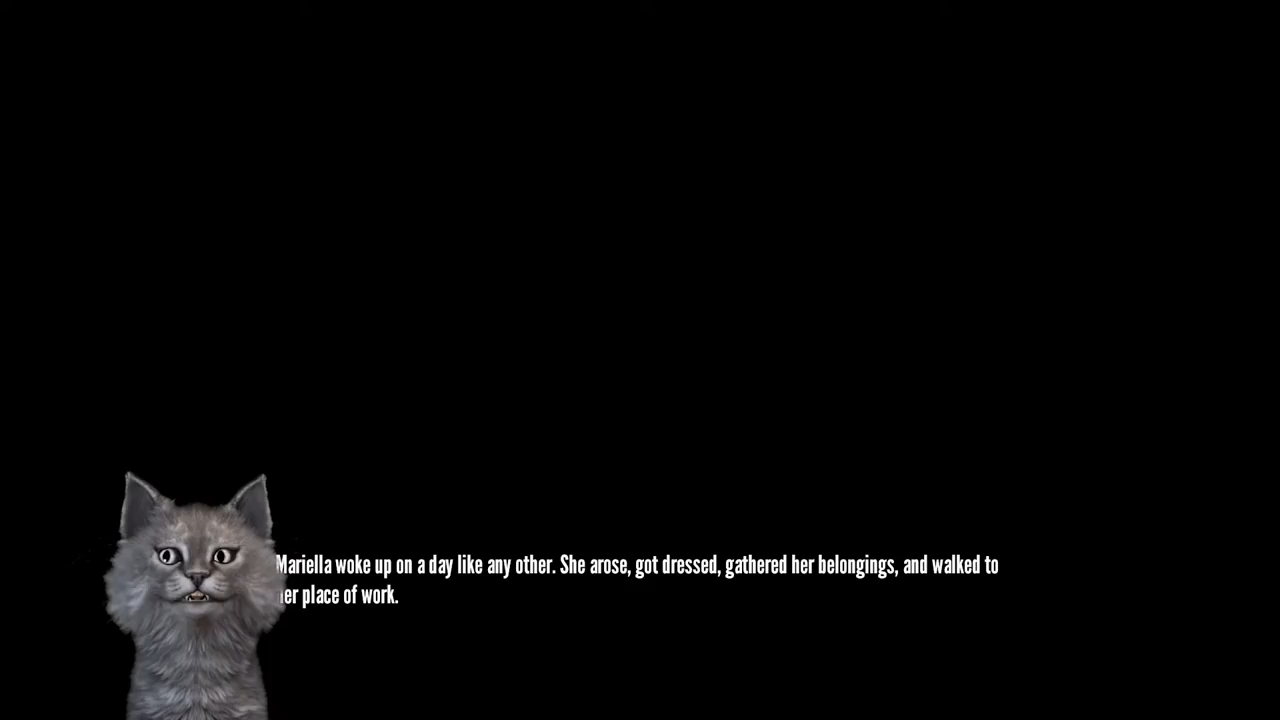 Mariella woke up on a day like any other. She arose, got dressed, gathered her belongings, and walked to
her place of work.